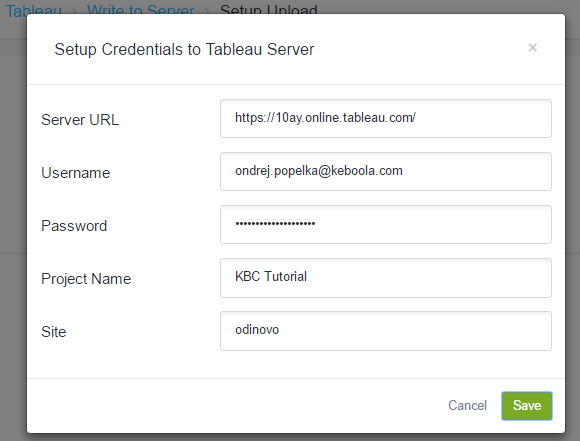 Tableau > Write to Server > Setup Upload
Setup Credentials to Tableau Server ×
Server URL https://10ay.online.tableau.com/
Username ondrej.popelka@keboola.com
Password ••••••••••••••••••••
Project Name KBC Tutorial
Site odinovo
Cancel Save